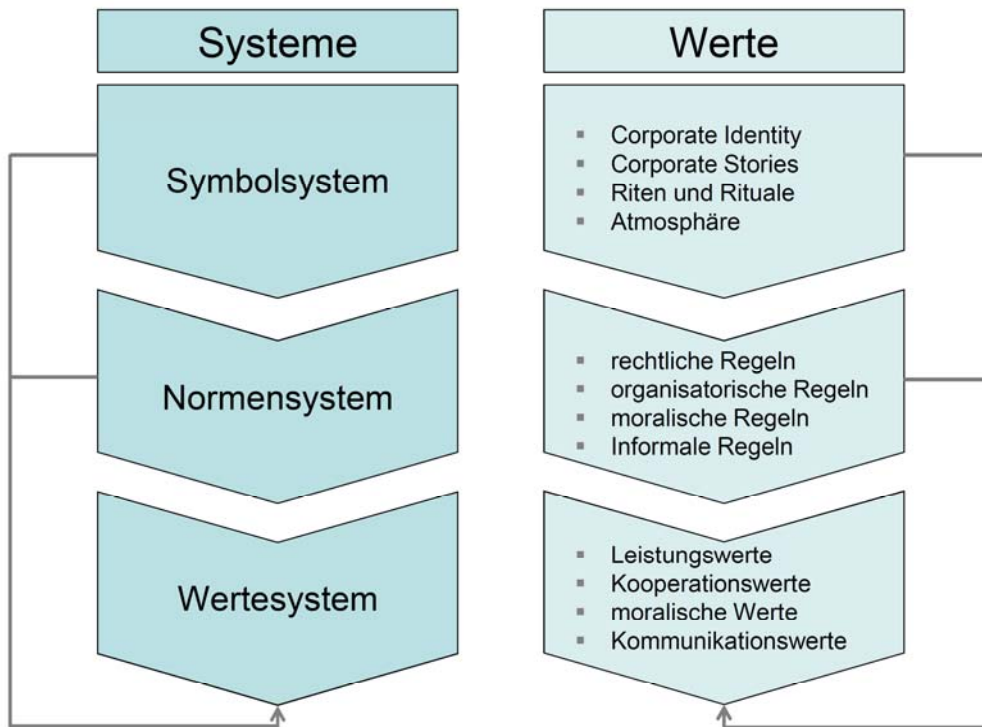 Systeme
Werte
Symbolsystem
Corporate Identity
Corporate Stories
Riten und Rituale
Atmosphäre
Normensystem
rechtliche Regeln
organisatorische Regeln
moralische Regeln
Informale Regeln
Wertesystem
Leistungswerte
Kooperationswerte
moralische Werte
Kommunikationswerte